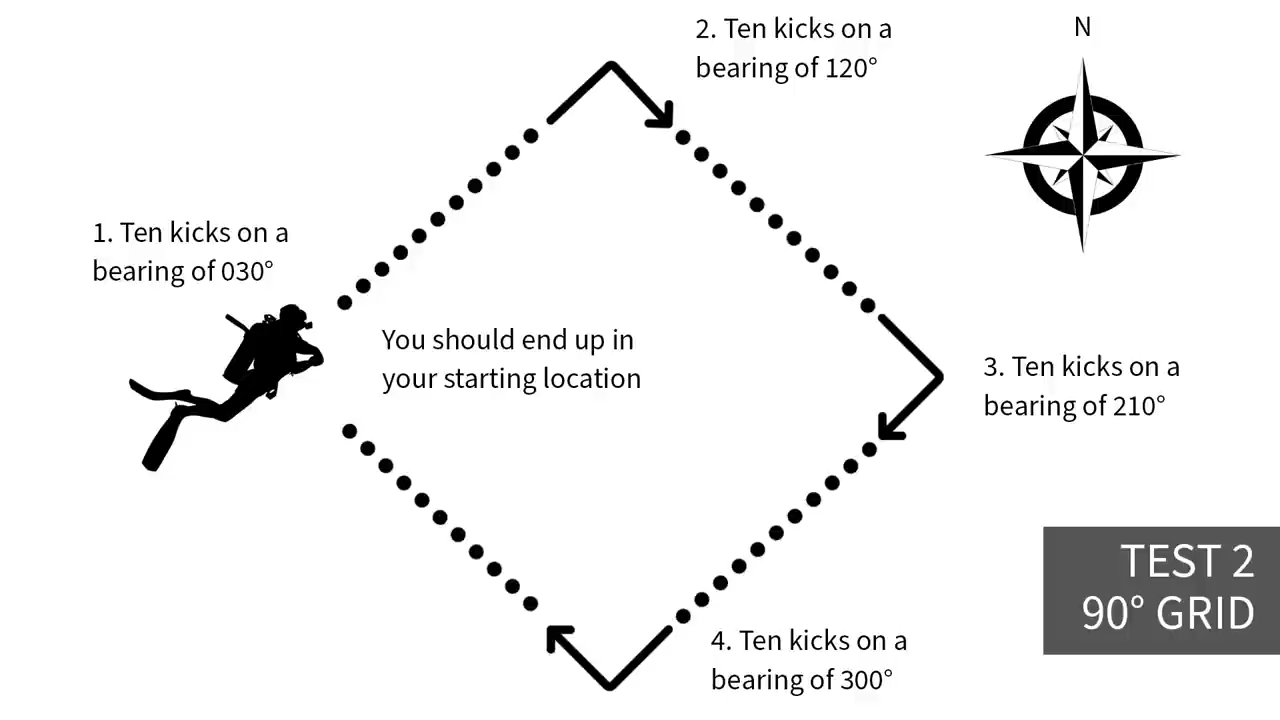 1. Ten kicks on a
bearing of 030°
2. Ten kicks on a
bearing of 120°
N
You should end up in
your starting location
3. Ten kicks on a
bearing of 210°
4. Ten kicks on a
bearing of 300°
TEST 2
90° GRID